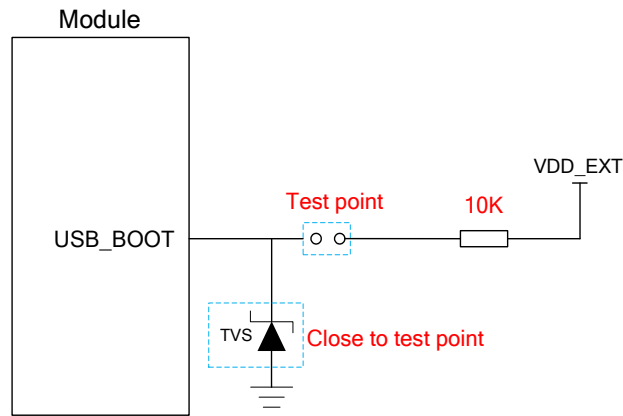 Module
VDD_EXT
Test point
10K
USB_BOOT
TVS
Close to test point